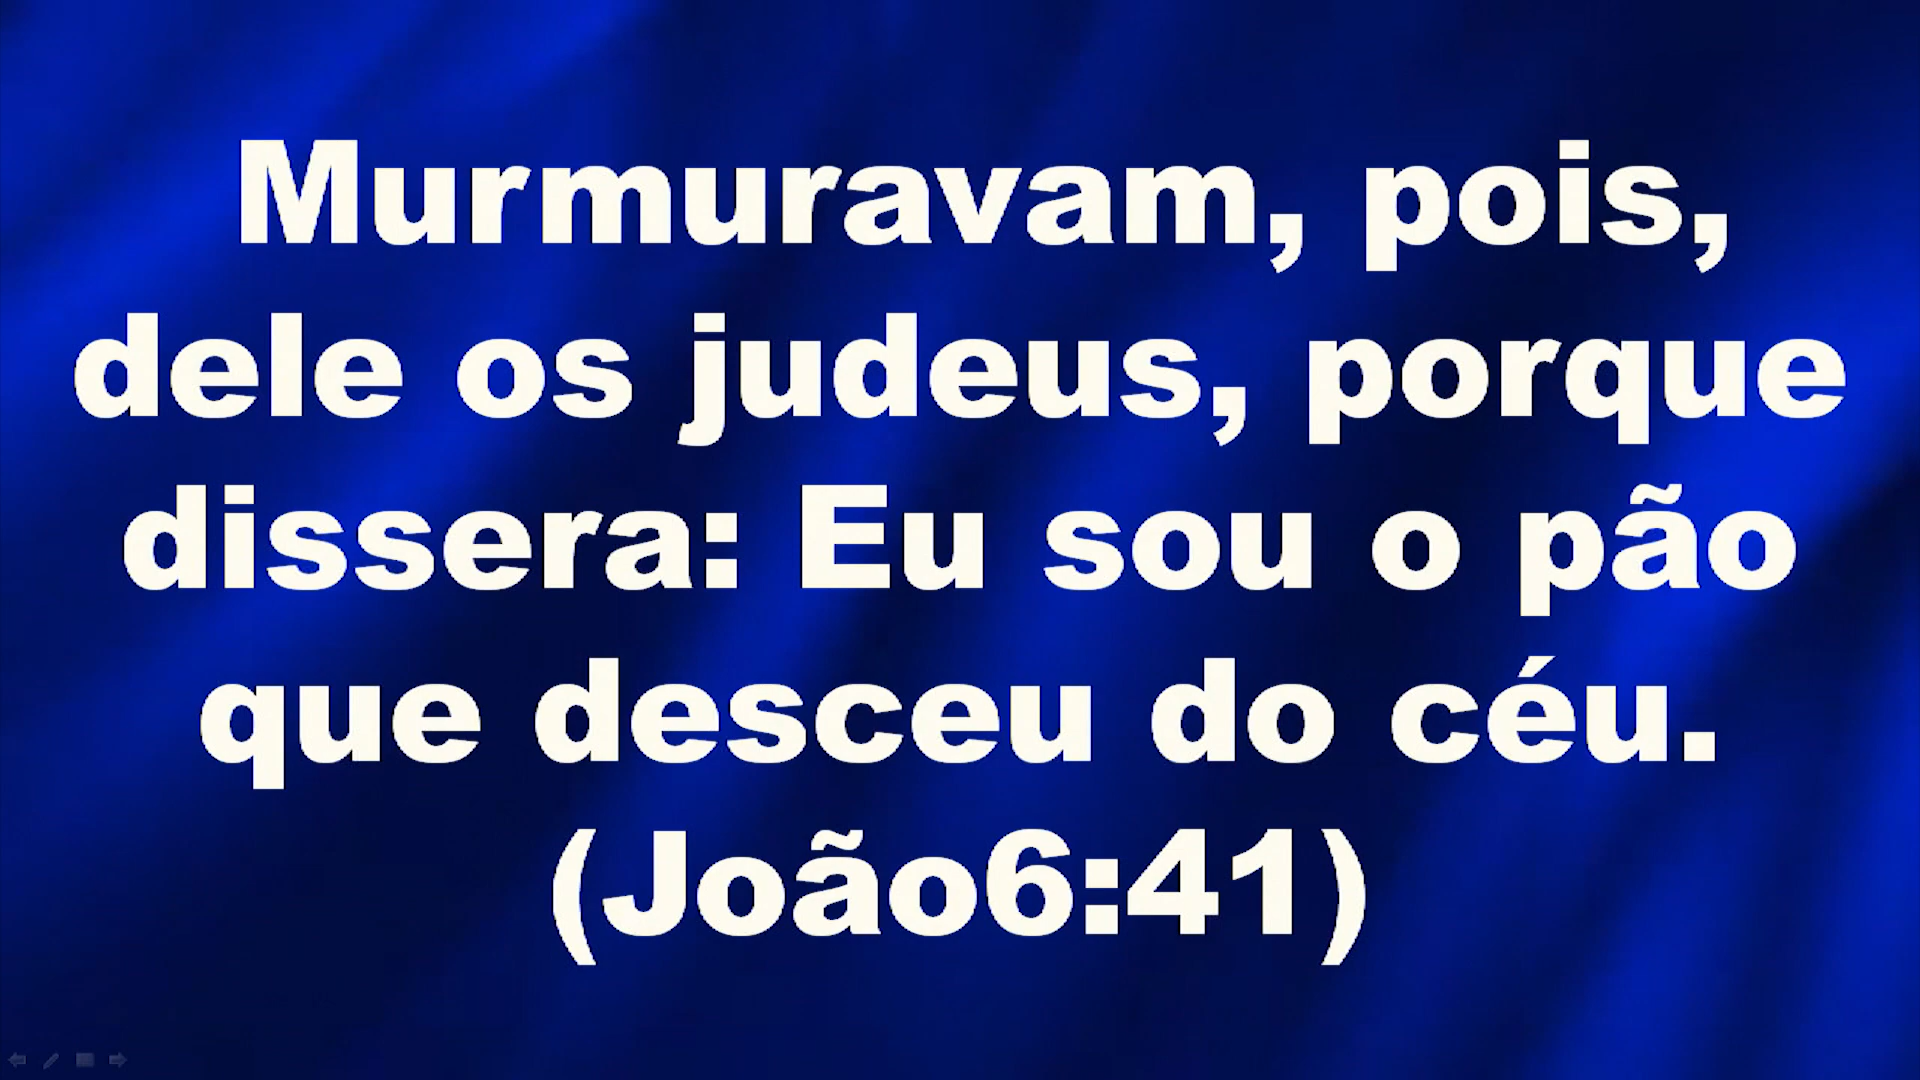 Murmuravam, pois,
dele os judeus, porque
dissera: Eu sou o pão
que desceu do céu.
(João6:41)